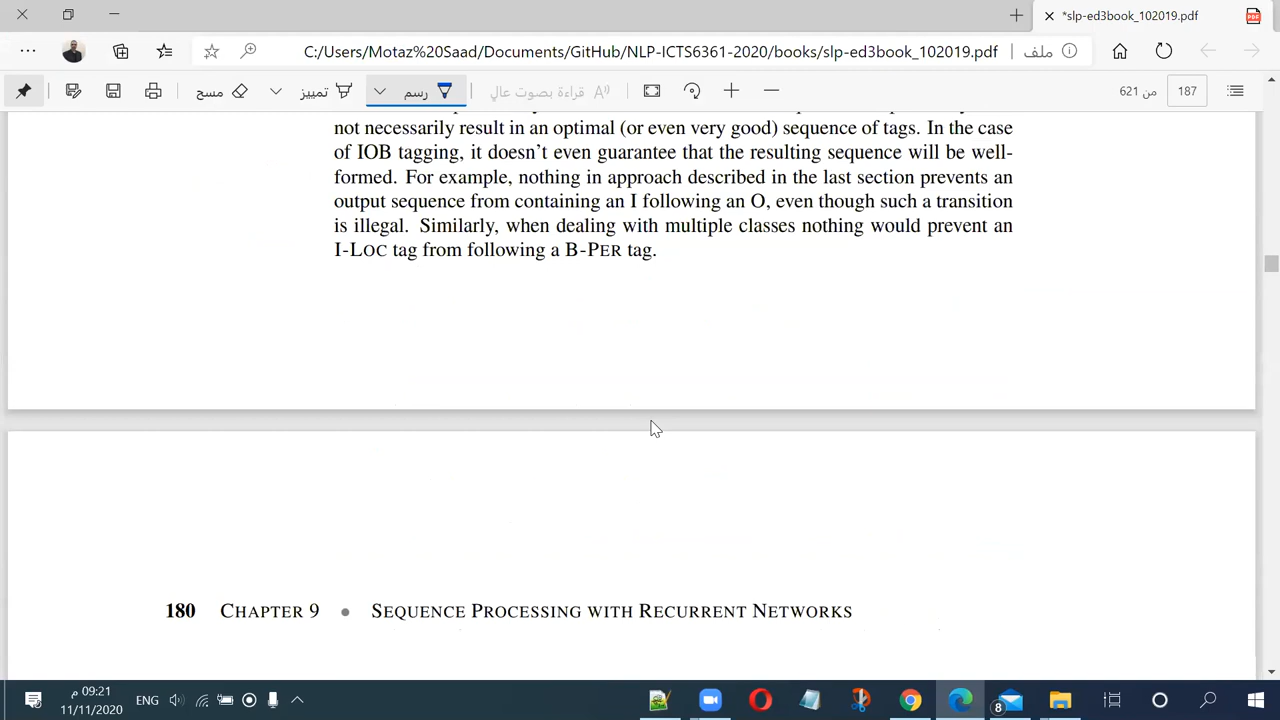 *slp-ed3book_102019.pdf
C:/Users/Motaz%20Saad/Documents/GitHub/NLP-ICTS6361-2020/books/slp-ed3book_102019.pdf
ملف
187
من 621
قراءة بصوت عالٍ
رسم
تمييز
مسح
not necessarily result in an optimal (or even very good) sequence of tags. In the case
of IOB tagging, it doesn't even guarantee that the resulting sequence will be well-
formed. For example, nothing in approach described in the last section prevents an
output sequence from containing an I following an O, even though such a transition
is illegal. Similarly, when dealing with multiple classes nothing would prevent an
I-LOC tag from following a B-PER tag.
180 CHAPTER 9 • SEQUENCE PROCESSING WITH RECURRENT NETWORKS
09:21 م
11/11/2020
ENG
8